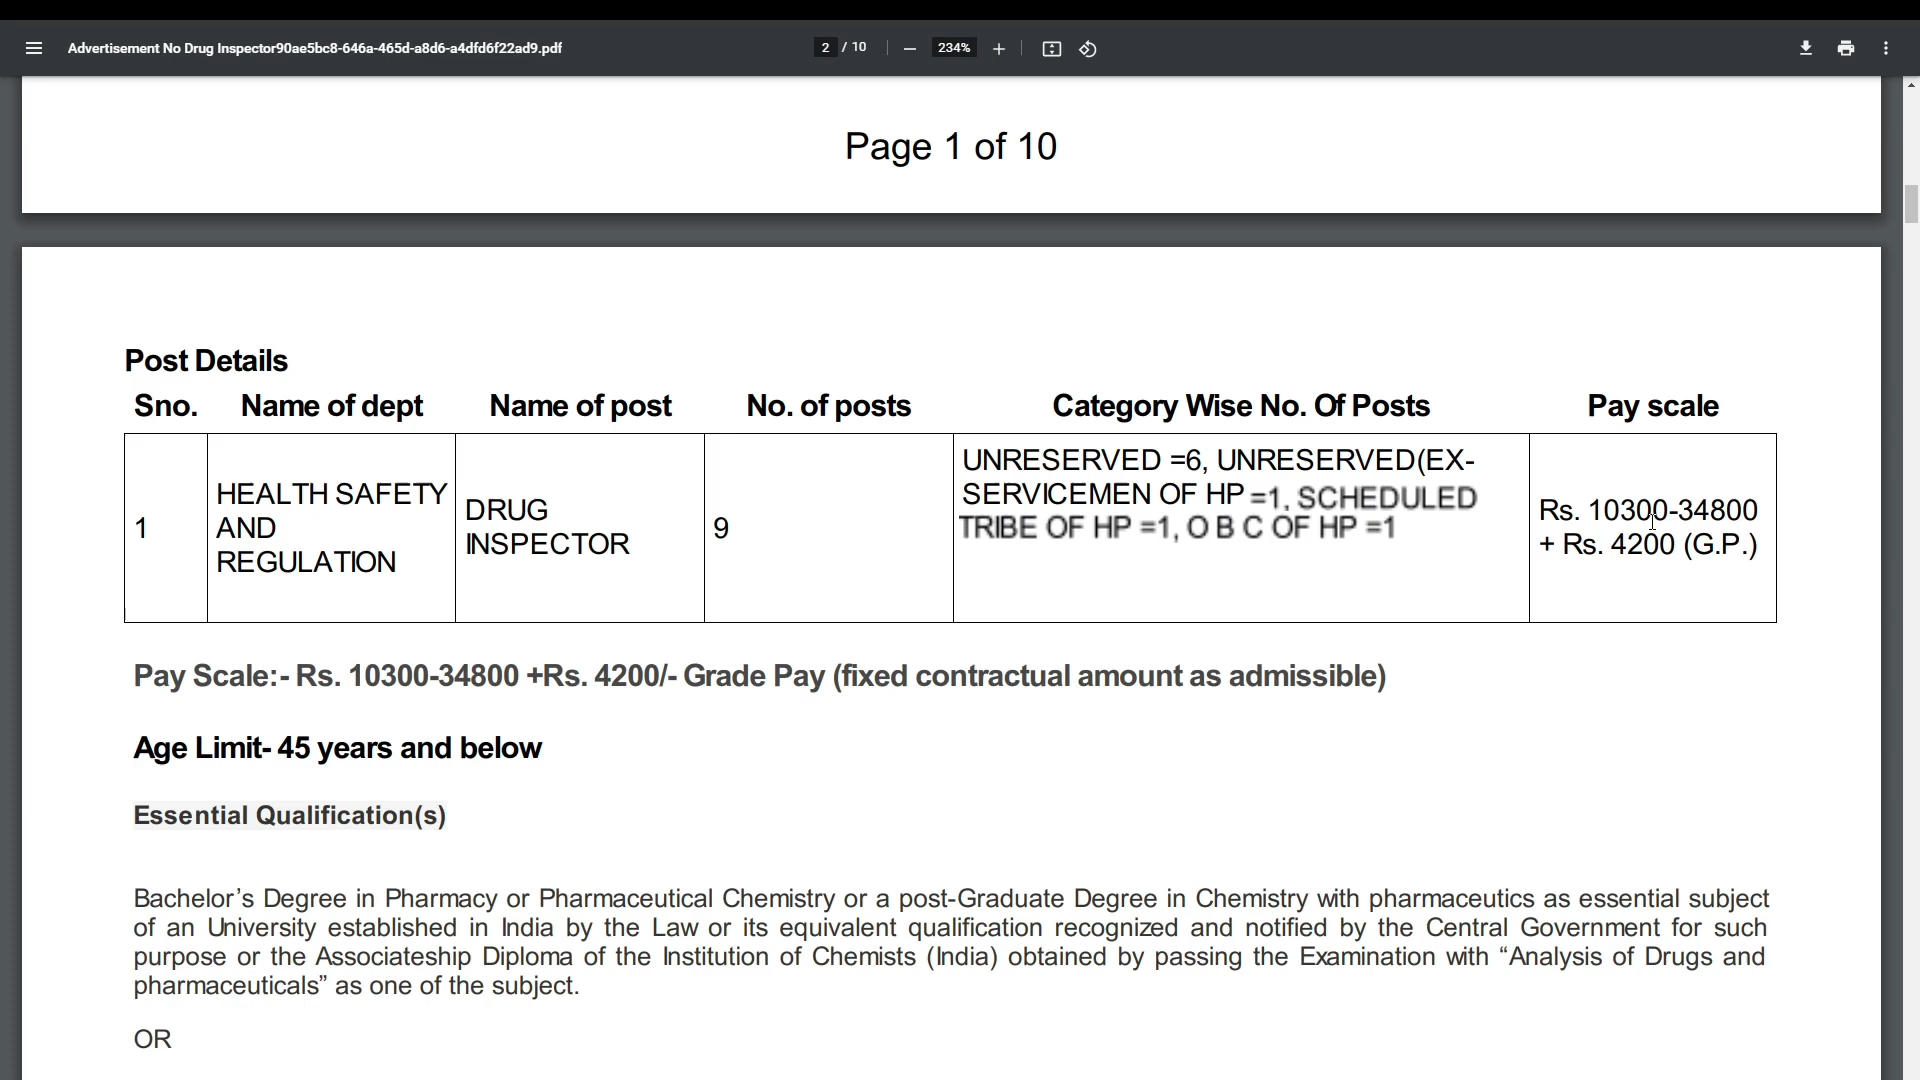 Advertisement No Drug Inspector90ae5bc8-646a-465d-a8d6-a4dfd6f22ad9.pdf
2 / 10
234%
Page 1 of 10
Post Details
Sno. Name of dept Name of post No. of posts Category Wise No. Of Posts Pay scale
1
HEALTH SAFETY
AND
REGULATION
DRUG
INSPECTOR
9
UNRESERVED =6, UNRESERVED(EX-
SERVICEMEN OF HP =1, SCHEDULED
TRIBE OF HP =1, O B C OF HP =1
Rs. 10300-34800
+ Rs. 4200 (G.P.)
Pay Scale:- Rs. 10300-34800 +Rs. 4200/- Grade Pay (fixed contractual amount as admissible)
Age Limit- 45 years and below
Essential Qualification(s)
Bachelor’s Degree in Pharmacy or Pharmaceutical Chemistry or a post-Graduate Degree in Chemistry with pharmaceutics as essential subject
of an University established in India by the Law or its equivalent qualification recognized and notified by the Central Government for such
purpose or the Associateship Diploma of the Institution of Chemists (India) obtained by passing the Examination with “Analysis of Drugs and
pharmaceuticals” as one of the subject.
OR